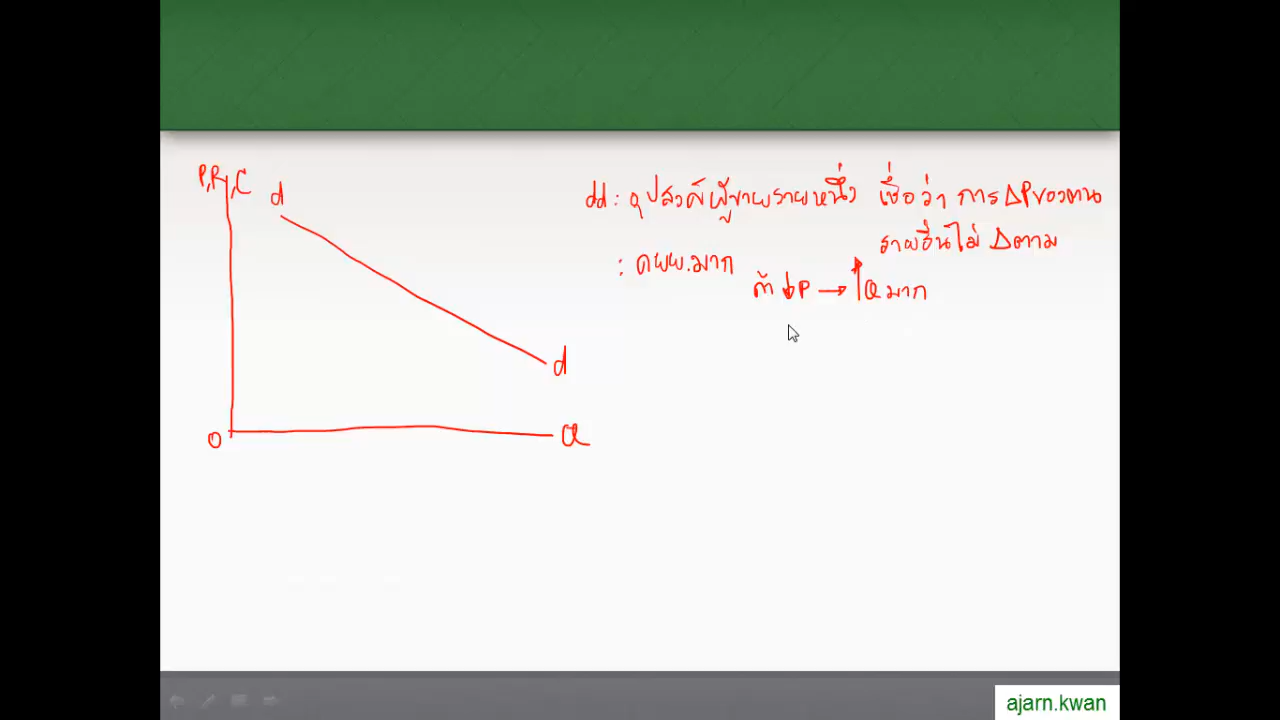 P,R,C
d
d
O
Q
dd: อุปสงค์ผู้ขายรายหนึ่ง เชื่อว่า การ ΔP ของตน
รายอื่นไม่ Δตาม
: คยย.มาก
ถ้า ↓P → ↑Q มาก
ajarn.kwan